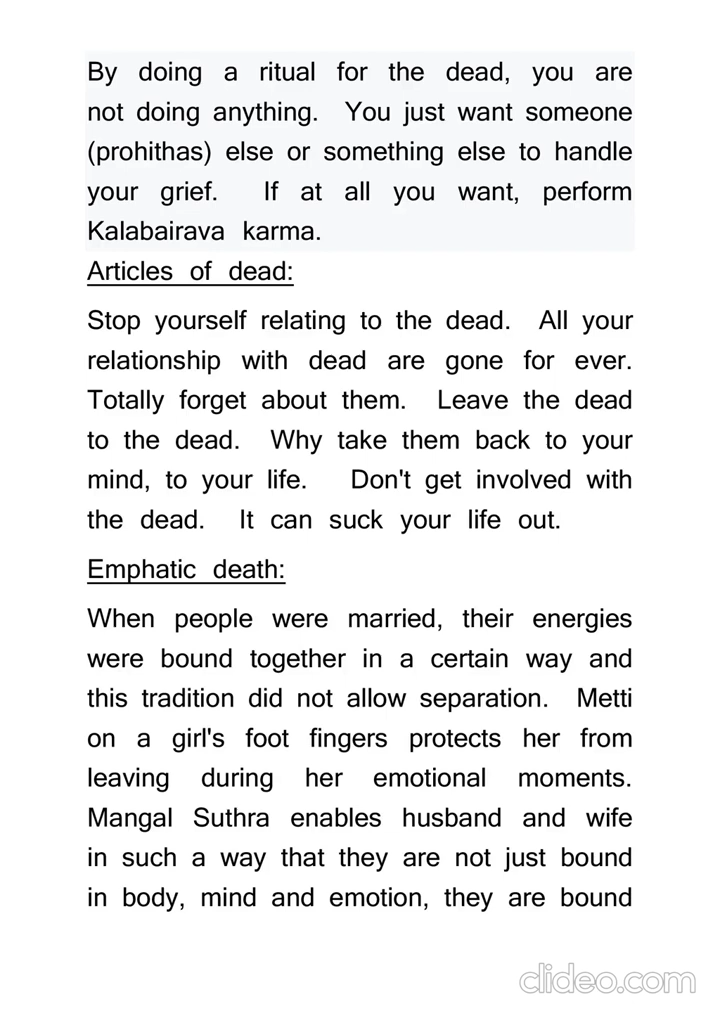 By doing a ritual for the dead, you are
not doing anything. You just want someone
(prohithas) else or something else to handle
your grief. If at all you want, perform
Kalabairava karma.
Articles of dead:
Stop yourself relating to the dead. All your
relationship with dead are gone for ever.
Totally forget about them. Leave the dead
to the dead. Why take them back to your
mind, to your life. Don't get involved with
the dead. It can suck your life out.
Emphatic death:
When people were married, their energies
were bound together in a certain way and
this tradition did not allow separation. Metti
on a girl's foot fingers protects her from
leaving during her emotional moments.
Mangal Suthra enables husband and wife
in such a way that they are not just bound
in body, mind and emotion, they are bound
clideo.com